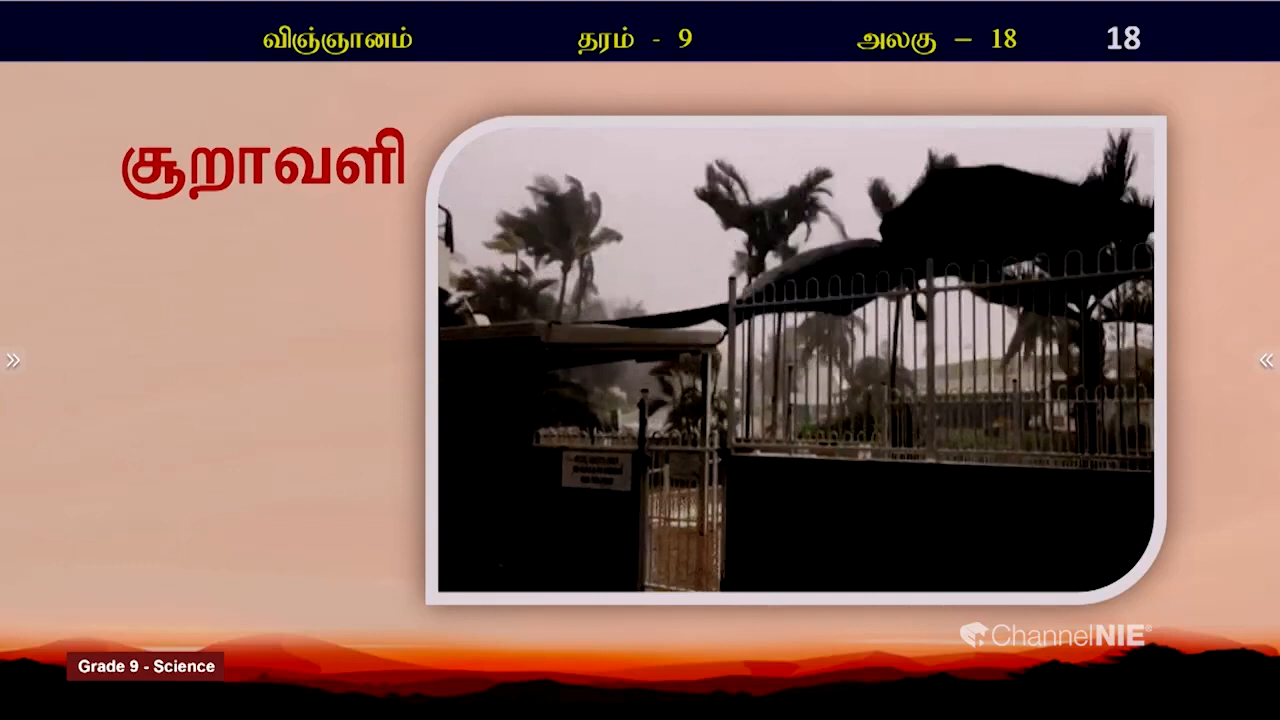 விஞ்ஞானம் தரம் - 9 அலகு – 18 18
சூறாவளி
ChannelNIE®
Grade 9 - Science